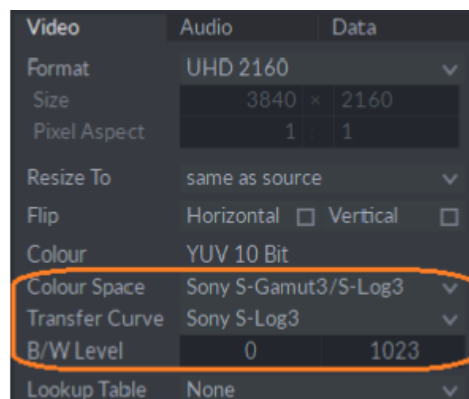 Video Audio Data
Format UHD 2160
Size 3840 × 2160
Pixel Aspect 1 : 1
Resize To same as source
Flip Horizontal Vertical
Colour YUV 10 Bit
Colour Space Sony S-Gamut3/S-Log3
Transfer Curve Sony S-Log3
B/W Level 0 1023
Lookup Table None